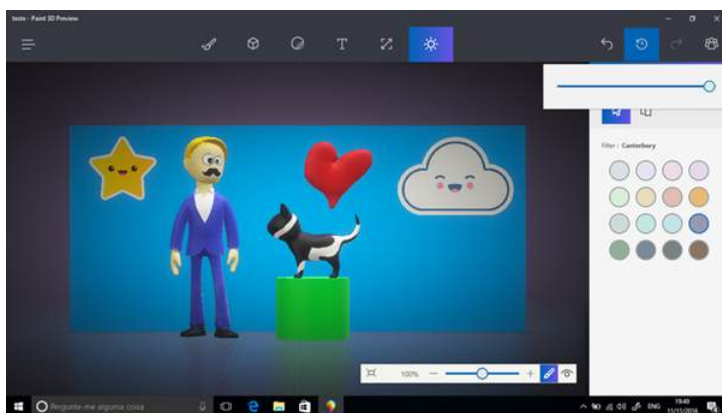 teste - Paint 3D Preview
T
Filter : Canterbury
100%
Pergunte-me alguma coisa
ENG
19:49
11/11/2016